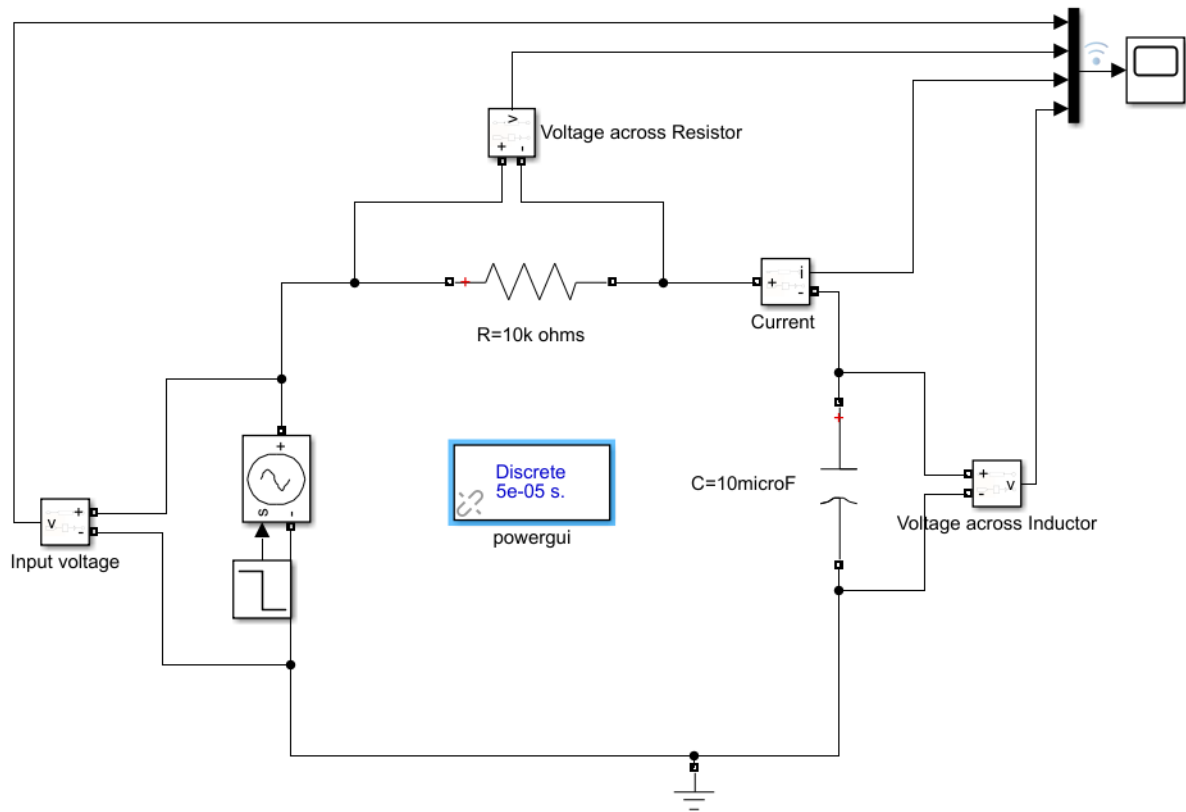 v
+ -
Voltage across Resistor
+
i
+
-
Current
R=10k ohms
+
s
-
Discrete
5e-05 s.
powergui
+
C=10microF
+
v
-
Voltage across Inductor
+
v
-
Input voltage